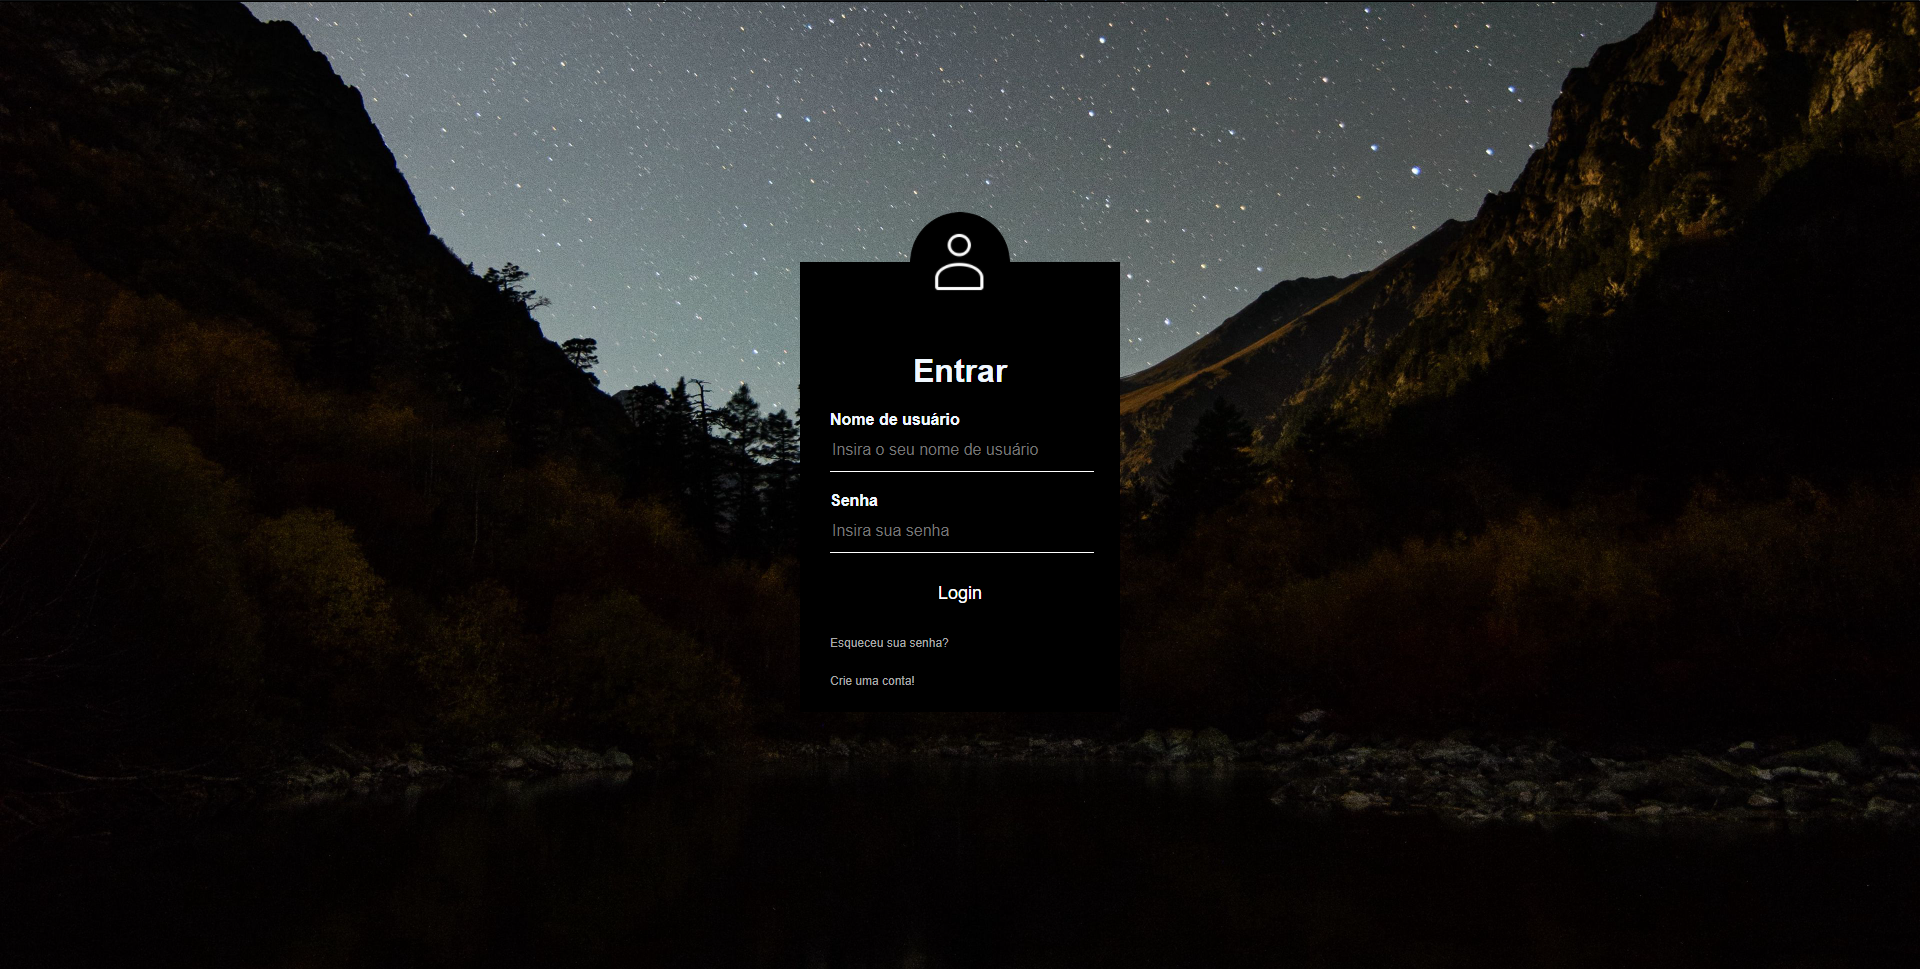 Entrar
Nome de usuário
Insira o seu nome de usuário
Senha
Insira sua senha
Login
Esqueceu sua senha?
Crie uma conta!